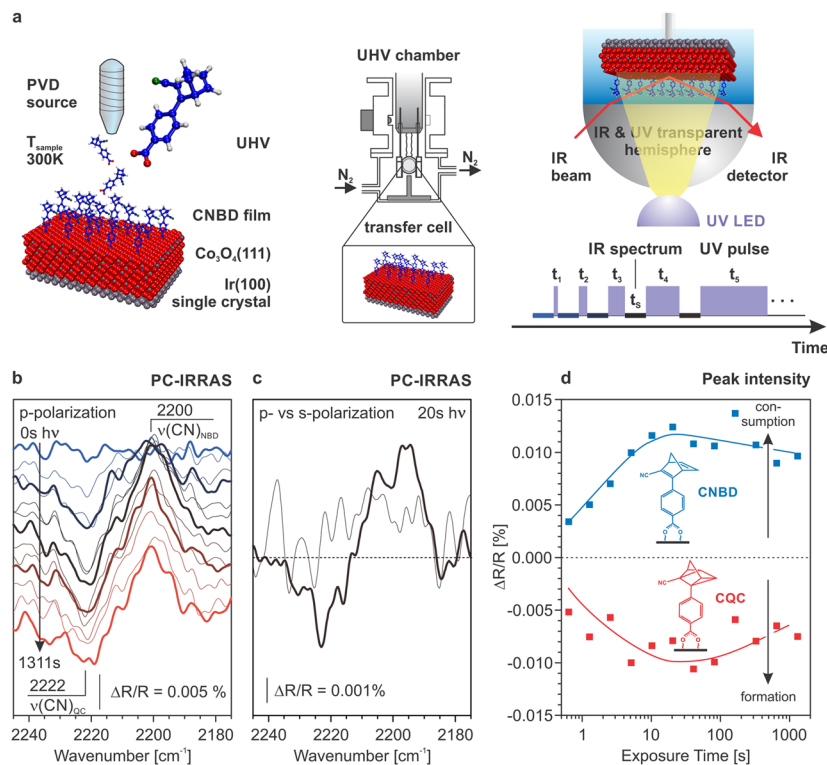 a
PVD
source
T_sample
300K
UHV
CNBD film
Co₃O₄(111)
Ir(100)
single crystal
UHV chamber
N₂
N₂
transfer cell
IR & UV transparent
hemisphere
IR
beam
IR
detector
UV LED
IR spectrum
UV pulse
t₁
t₂
t₃
t_S
t₄
t₅
· · ·
Time
b
PC-IRRAS
p-polarization
0s hν
2200
ν(CN)NBD
1311s
2222
ν(CN)QC
ΔR/R = 0.005 %
2240
2220
2200
2180
Wavenumber [cm⁻¹]
c
PC-IRRAS
p- vs s-polarization
20s hν
ΔR/R = 0.001%
2240
2220
2200
2180
Wavenumber [cm⁻¹]
d
Peak intensity
0.015
0.010
0.005
0.000
-0.005
-0.010
-0.015
ΔR/R [%]
con-
sumption
NC
CNBD
O
O
NC
CQC
O
O
formation
1
10
100
1000
Exposure Time [s]